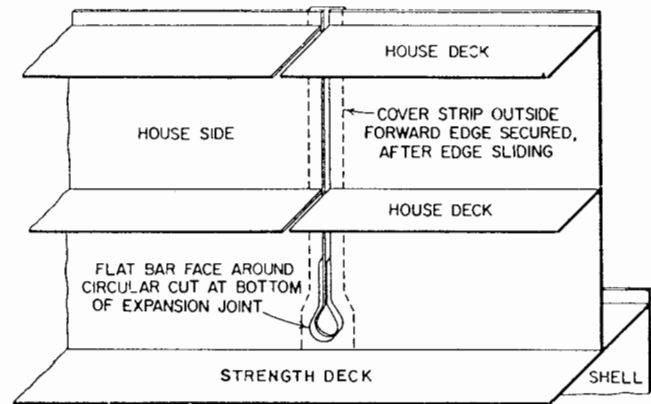 HOUSE DECK
COVER STRIP OUTSIDE
FORWARD EDGE SECURED,
AFTER EDGE SLIDING
HOUSE SIDE
HOUSE DECK
FLAT BAR FACE AROUND
CIRCULAR CUT AT BOTTOM
OF EXPANSION JOINT
STRENGTH DECK
SHELL